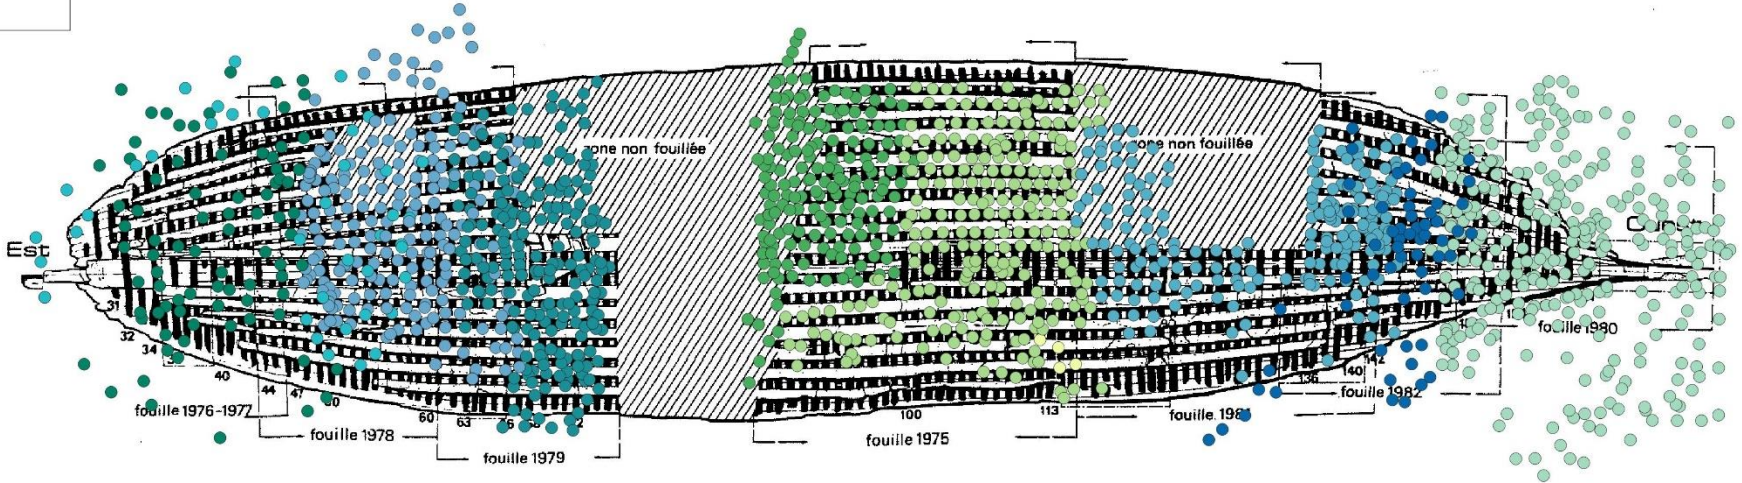 Est
zone non fouillée
zone non fouillée
31
32
34
40
44
47
60
63
100
113
136
140
142
fouille 1976-1977
fouille 1978
fouille 1979
fouille 1975
fouille 1981
fouille 1982
fouille 1980